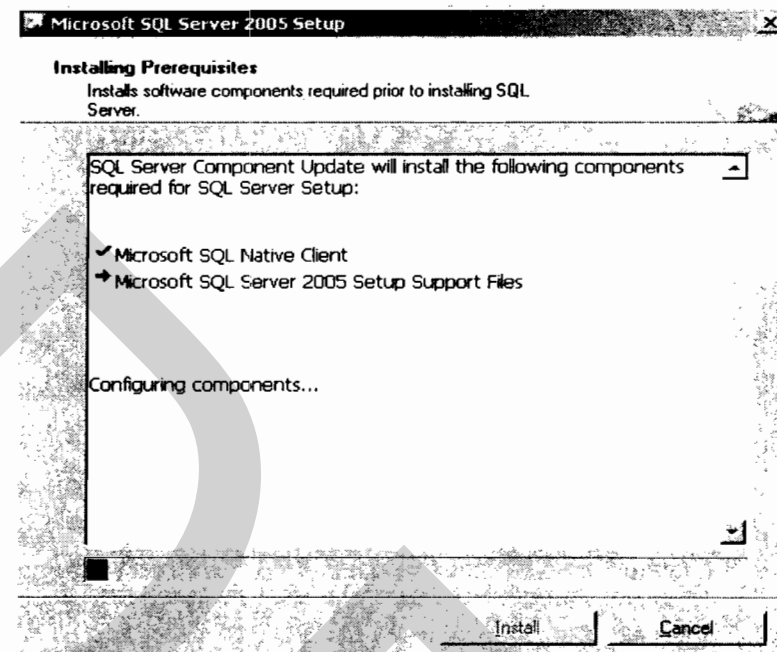 Microsoft SQL Server 2005 Setup
Installing Prerequisites
Installs software components required prior to installing SQL
Server.
SQL Server Component Update will install the following components
required for SQL Server Setup:
Microsoft SQL Native Client
Microsoft SQL Server 2005 Setup Support Files
Configuring components...
Install
Cancel